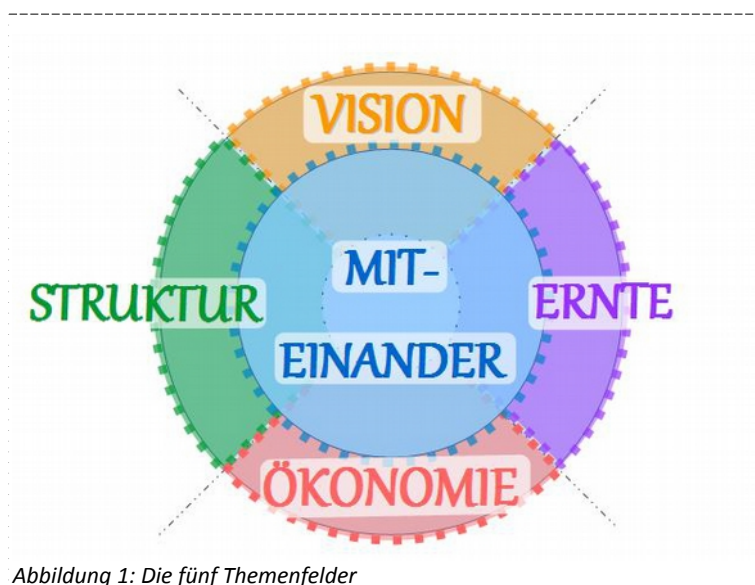 VISION
MIT-
STRUKTUR
ERNTE
EINANDER
ÖKONOMIE
Abbildung 1: Die fünf Themenfelder